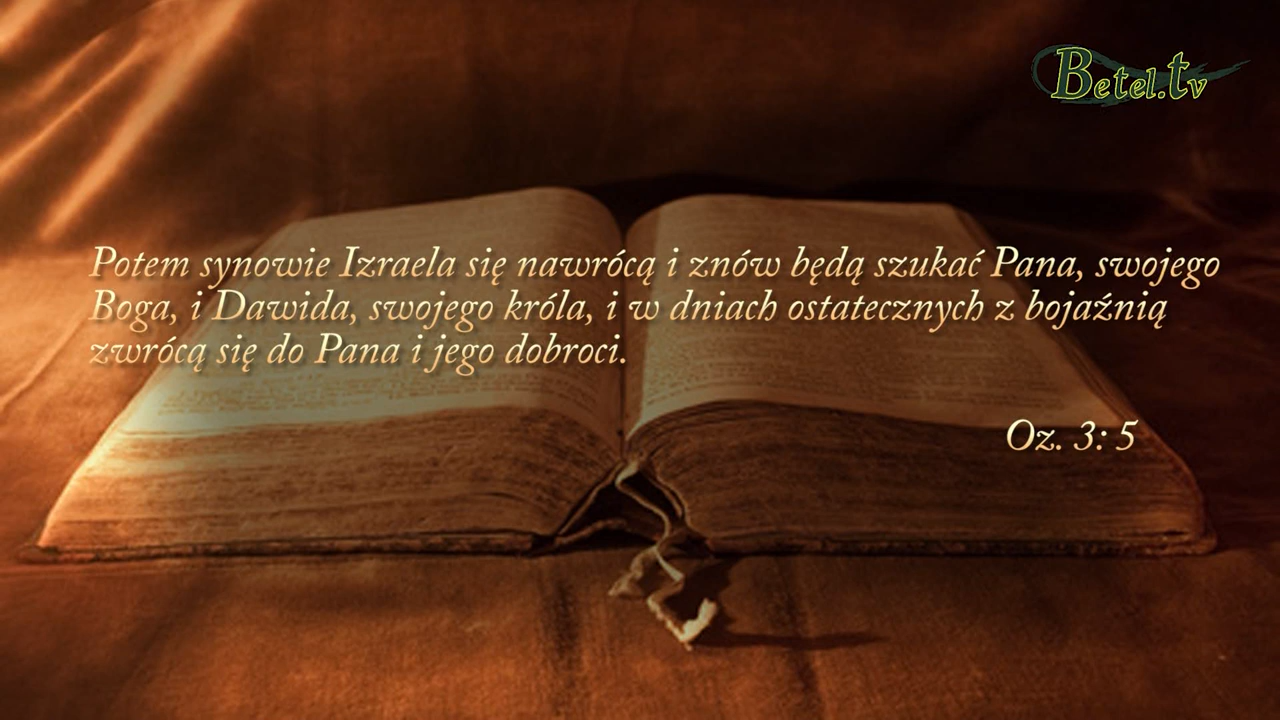 Betel.tv
Potem synowie Izraela się nawrócą i znów będą szukać Pana, swojego
Boga, i Dawida, swojego króla, i w dniach ostatecznych z bojaźnią
zwrócą się do Pana i jego dobroci.
Oz. 3: 5